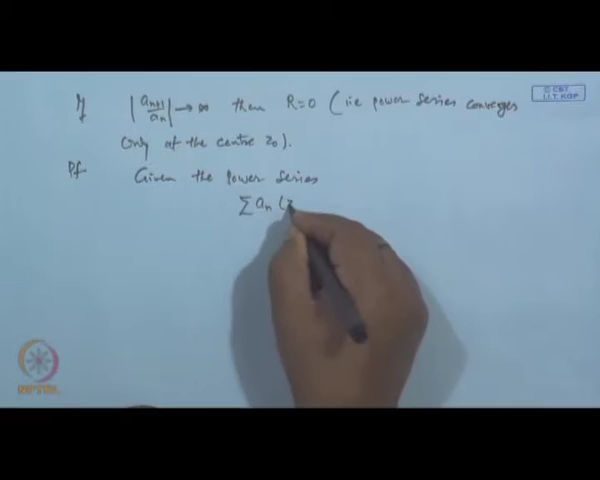 If |aₙ₊₁/aₙ| → ∞ then R=0 (ie power series converges
only at the centre z₀).
Pf Given the power series
Σ aₙ (z
© CET
I.I.T. KGP
NPTEL